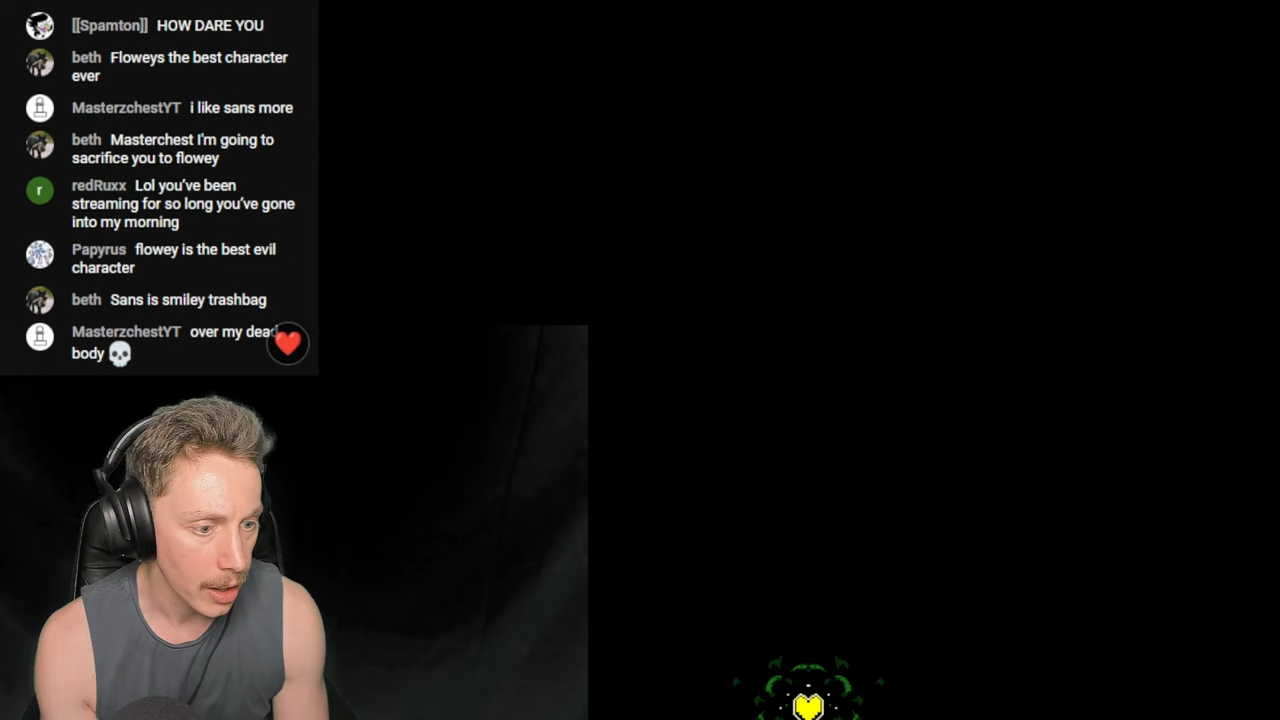 [[Spamton]] HOW DARE YOU
beth Floweys the best character
ever
MasterzchestYT i like sans more
beth Masterchest I'm going to
sacrifice you to flowey
r
redRuxx Lol you've been
streaming for so long you've gone
into my morning
Papyrus flowey is the best evil
character
beth Sans is smiley trashbag
MasterzchestYT over my dead
body